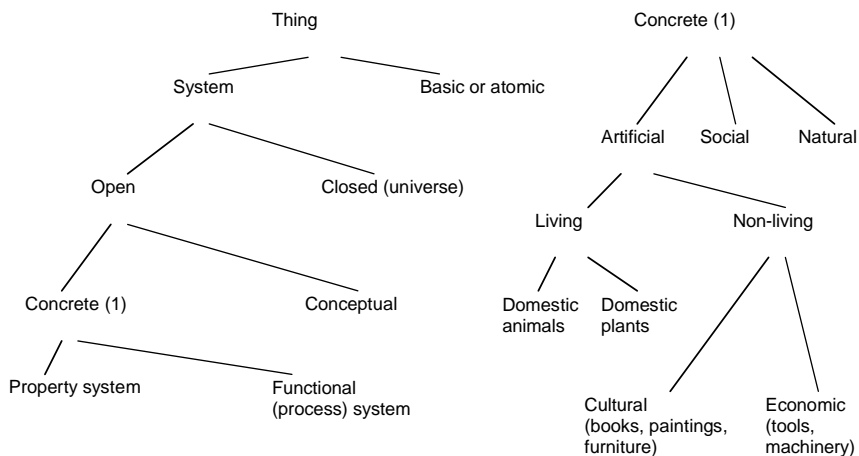 Thing
System
Basic or atomic
Open
Closed (universe)
Concrete (1)
Conceptual
Property system
Functional
(process) system
Concrete (1)
Artificial
Social
Natural
Living
Non-living
Domestic
animals
Domestic
plants
Cultural
(books, paintings,
furniture)
Economic
(tools,
machinery)